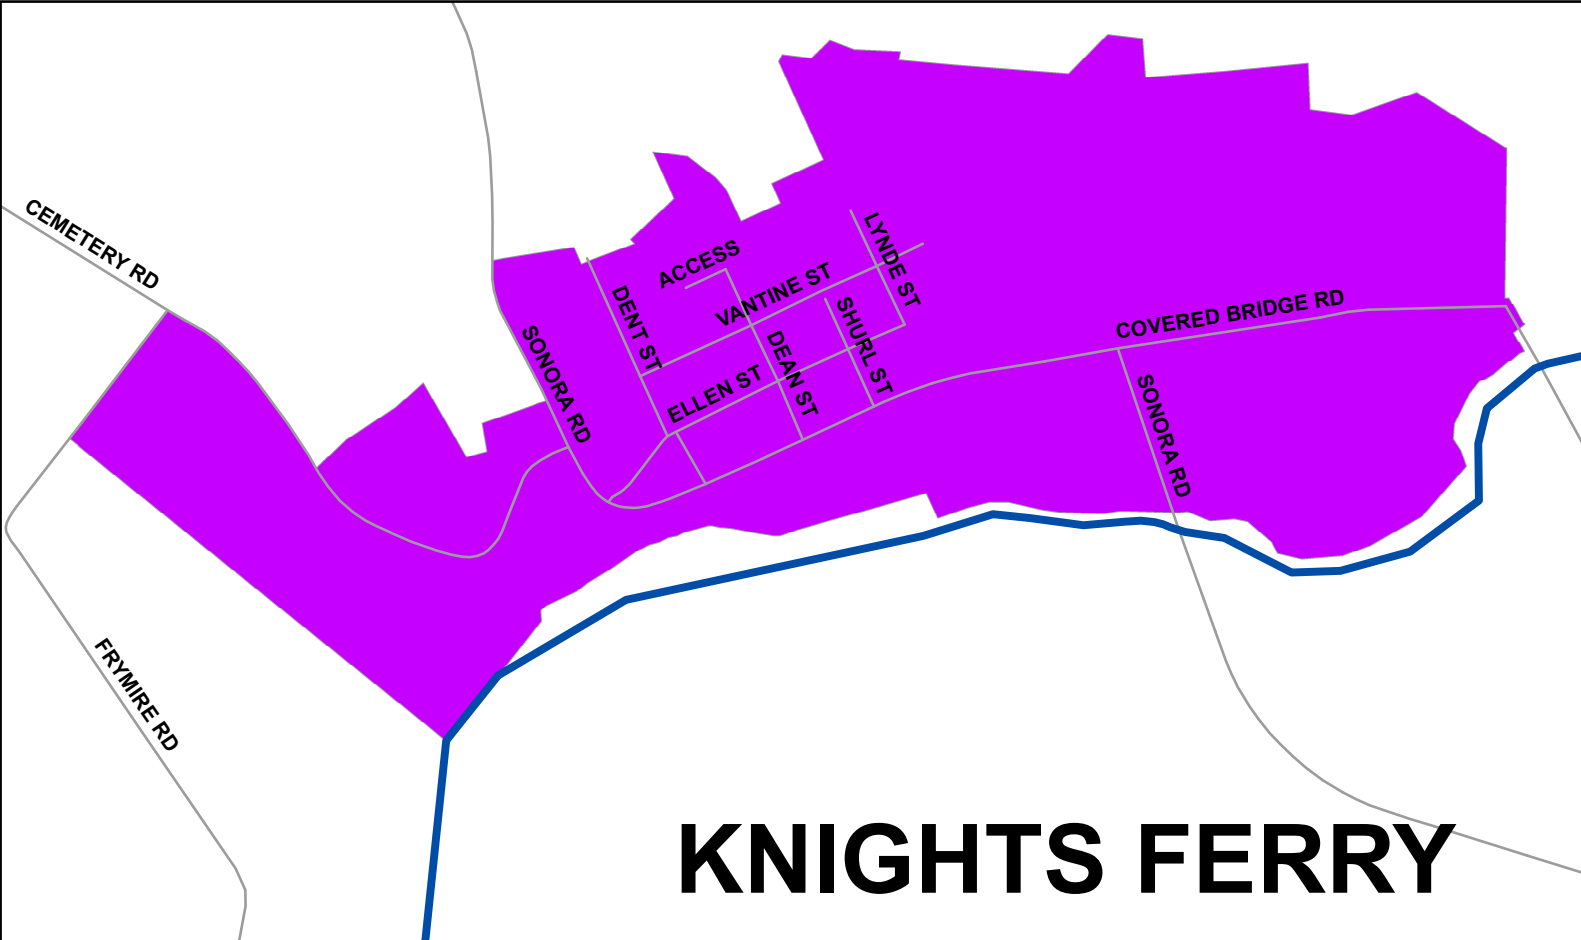 CEMETERY RD
ACCESS
LYNDE ST
VANTINE ST
DENT ST
SHURL ST
COVERED BRIDGE RD
SONORA RD
DEAN ST
ELLEN ST
SONORA RD
FRYMIRE RD
KNIGHTS FERRY